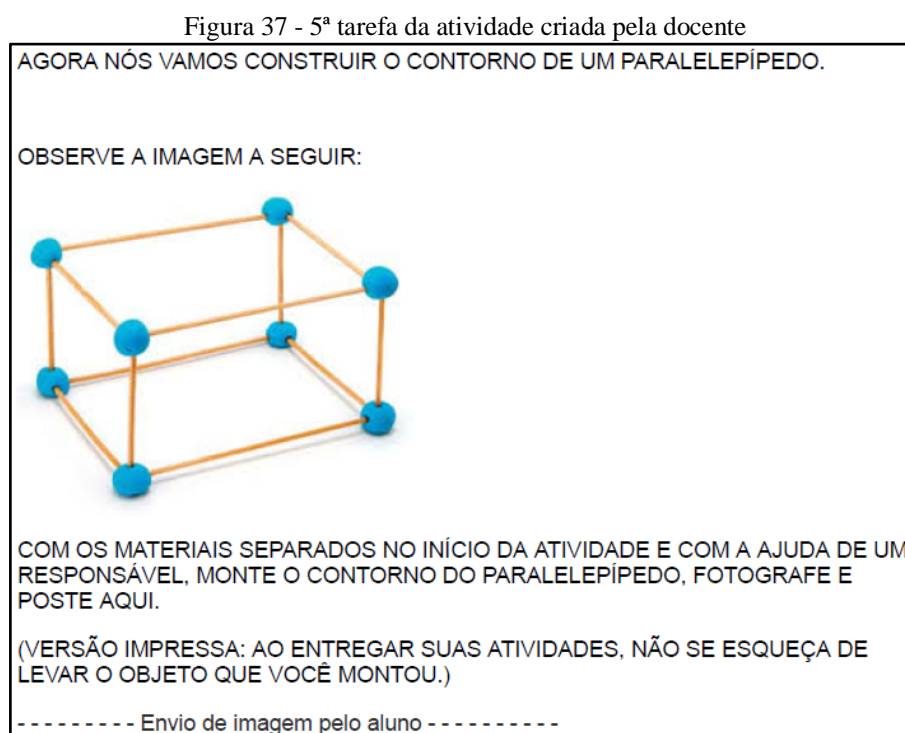 Figura 37 - 5ª tarefa da atividade criada pela docente
AGORA NÓS VAMOS CONSTRUIR O CONTORNO DE UM PARALELEPÍPEDO.
OBSERVE A IMAGEM A SEGUIR:
COM OS MATERIAIS SEPARADOS NO INÍCIO DA ATIVIDADE E COM A AJUDA DE UM
RESPONSÁVEL, MONTE O CONTORNO DO PARALELEPÍPEDO, FOTOGRAFE E
POSTE AQUI.
(VERSÃO IMPRESSA: AO ENTREGAR SUAS ATIVIDADES, NÃO SE ESQUEÇA DE
LEVAR O OBJETO QUE VOCÊ MONTOU.)
- - - - - - - - - Envio de imagem pelo aluno - - - - - - - - - -